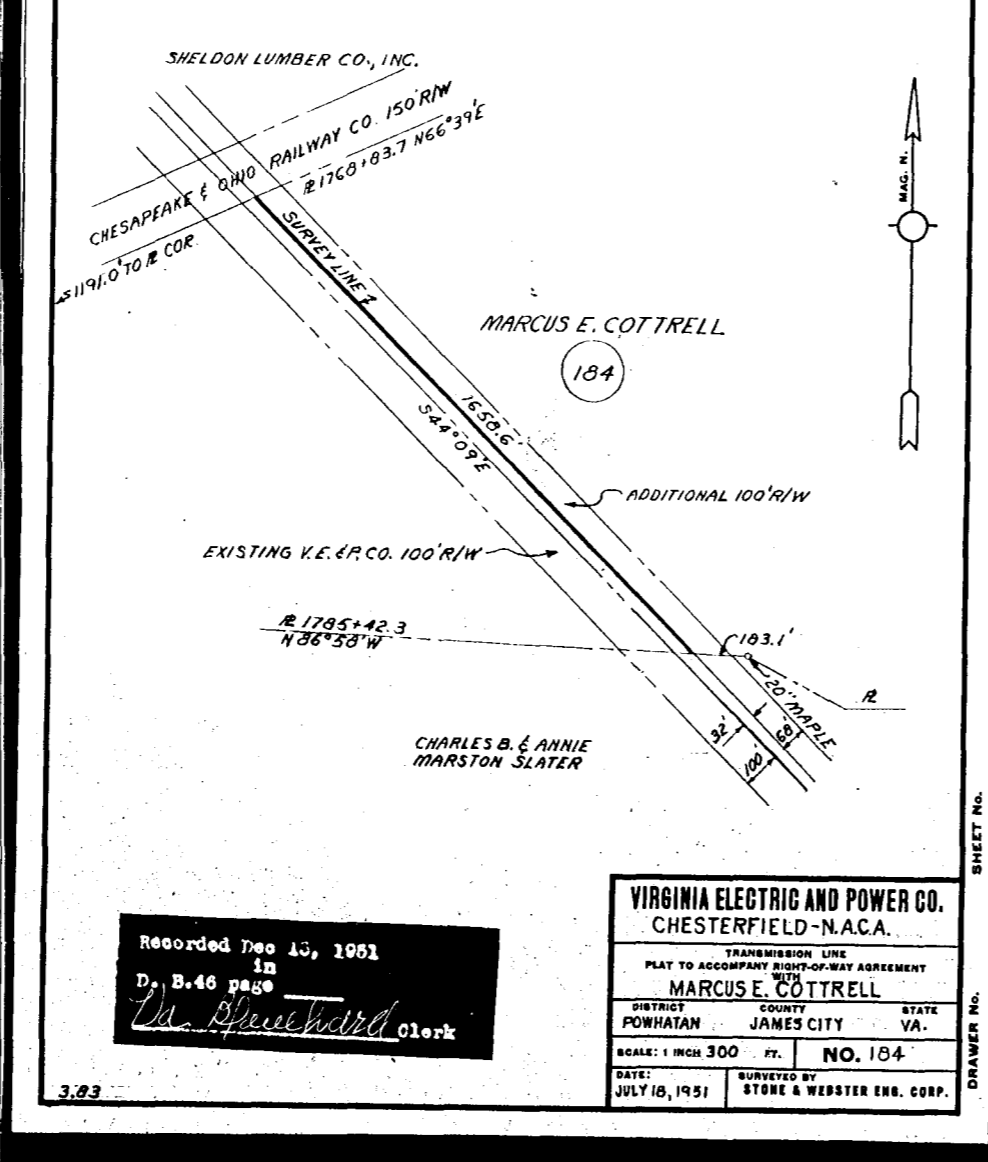 SHELDON LUMBER CO., INC.
CHESAPEAKE & OHIO RAILWAY CO. 150' R/W
PL 1768+83.7 N66°39'E
1191.0' TO PL COR.
SURVEY LINE
MAG. N.
MARCUS E. COTTRELL
184
1658.6'
S44°09'E
ADDITIONAL 100' R/W
EXISTING V.E. & P. CO. 100' R/W
PL 1785+42.3
N 86°58' W
183.1'
20" MAPLE
PL
32'
68'
100'
CHARLES B. & ANNIE
MARSTON SLATER
SHEET No.
DRAWER No.
VIRGINIA ELECTRIC AND POWER CO.
CHESTERFIELD-N.A.C.A.
TRANSMISSION LINE
PLAT TO ACCOMPANY RIGHT-OF-WAY AGREEMENT
WITH
MARCUS E. COTTRELL
DISTRICT COUNTY STATE
POWHATAN JAMES CITY VA.
SCALE: 1 INCH 300 FT. NO. 184
DATE: SURVEYED BY
JULY 18, 1951 STONE & WEBSTER ENG. CORP.
Recorded Dec 13, 1951
in
D. B.46 page
Clerk
3.83